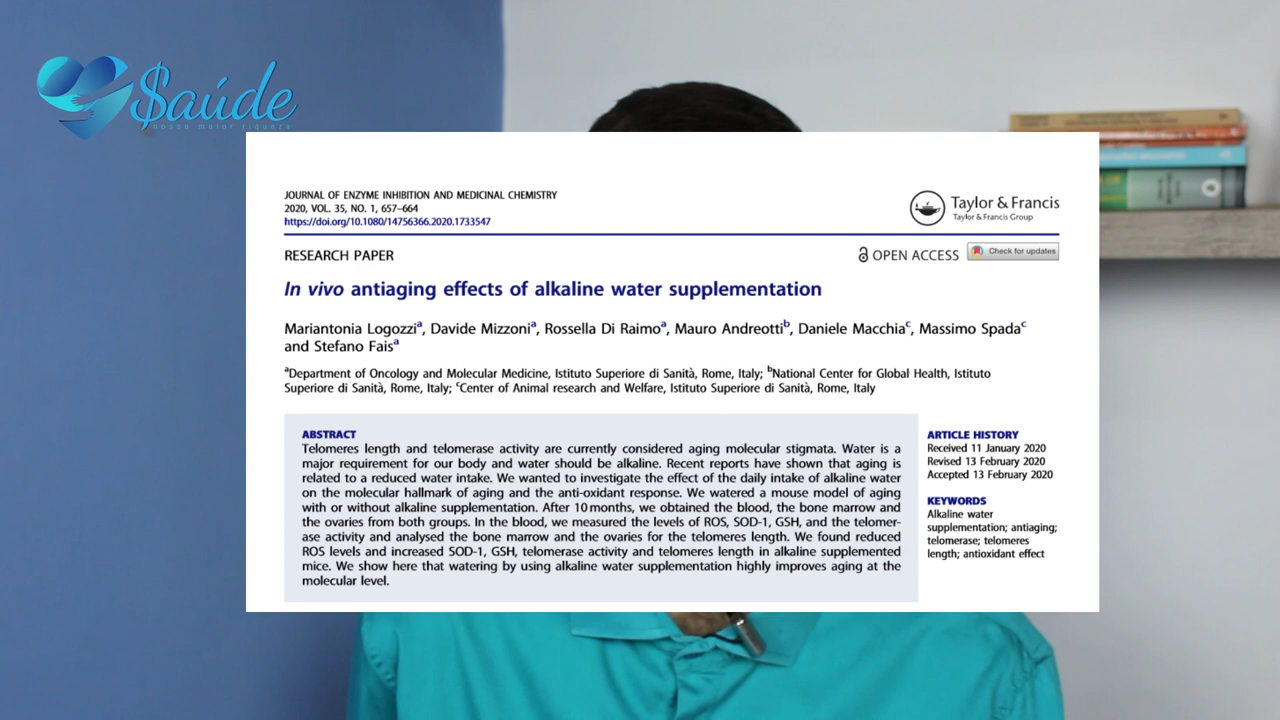 $aúde
nossa maior riqueza
JOURNAL OF ENZYME INHIBITION AND MEDICINAL CHEMISTRY
2020, VOL. 35, NO. 1, 657–664
https://doi.org/10.1080/14756366.2020.1733547
Taylor & Francis
Taylor & Francis Group
RESEARCH PAPER
OPEN ACCESS
Check for updates
In vivo antiaging effects of alkaline water supplementation
Mariantonia Logozziᵃ, Davide Mizzoniᵃ, Rossella Di Raimoᵃ, Mauro Andreottiᵇ, Daniele Macchiaᶜ, Massimo Spadaᶜ
and Stefano Faisᵃ
ᵃDepartment of Oncology and Molecular Medicine, Istituto Superiore di Sanità, Rome, Italy; ᵇNational Center for Global Health, Istituto
Superiore di Sanità, Rome, Italy; ᶜCenter of Animal research and Welfare, Istituto Superiore di Sanità, Rome, Italy
ABSTRACT
Telomeres length and telomerase activity are currently considered aging molecular stigmata. Water is a
major requirement for our body and water should be alkaline. Recent reports have shown that aging is
related to a reduced water intake. We wanted to investigate the effect of the daily intake of alkaline water
on the molecular hallmark of aging and the anti-oxidant response. We watered a mouse model of aging
with or without alkaline supplementation. After 10 months, we obtained the blood, the bone marrow and
the ovaries from both groups. In the blood, we measured the levels of ROS, SOD-1, GSH, and the telomer-
ase activity and analysed the bone marrow and the ovaries for the telomeres length. We found reduced
ROS levels and increased SOD-1, GSH, telomerase activity and telomeres length in alkaline supplemented
mice. We show here that watering by using alkaline water supplementation highly improves aging at the
molecular level.
ARTICLE HISTORY
Received 11 January 2020
Revised 13 February 2020
Accepted 13 February 2020
KEYWORDS
Alkaline water
supplementation; antiaging;
telomerase; telomeres
length; antioxidant effect